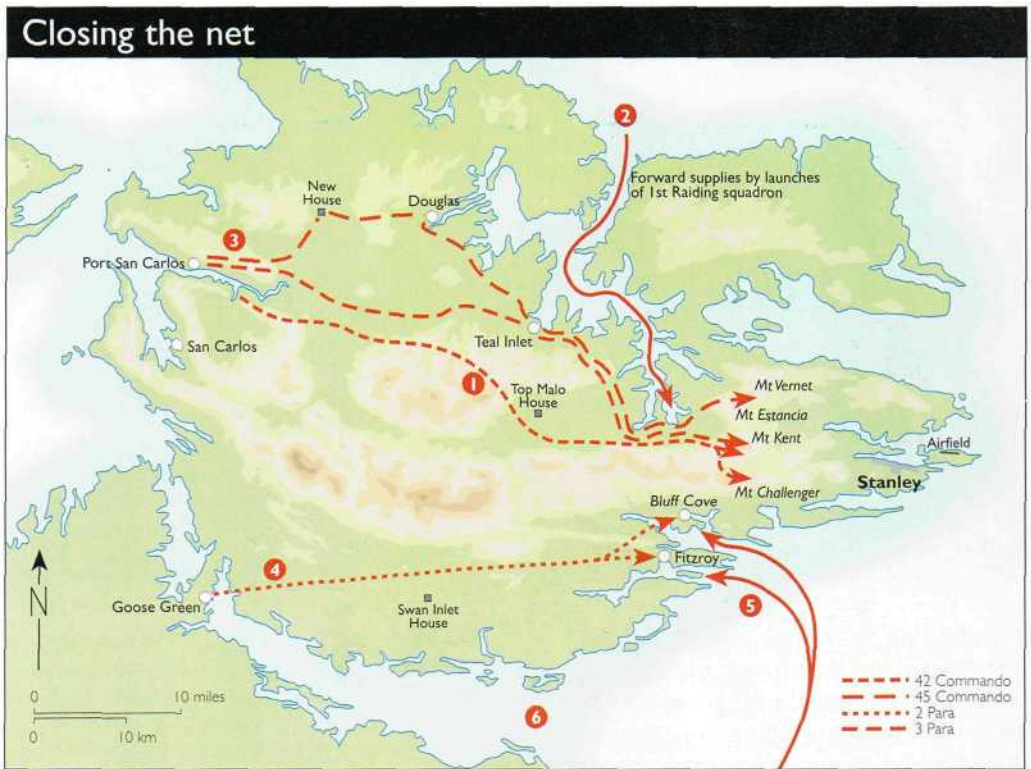 Closing the net
2
Forward supplies by launches
of 1st Raiding squadron
New
House
Douglas
3
Port San Carlos
San Carlos
Teal Inlet
1
Top Malo
House
Mt Vernet
Mt Estancia
Mt Kent
Airfield
Stanley
Mt Challenger
Bluff Cove
4
Fitzroy
N
Goose Green
Swan Inlet
House
5
6
0 10 miles
0 10 km
42 Commando
45 Commando
2 Para
3 Para